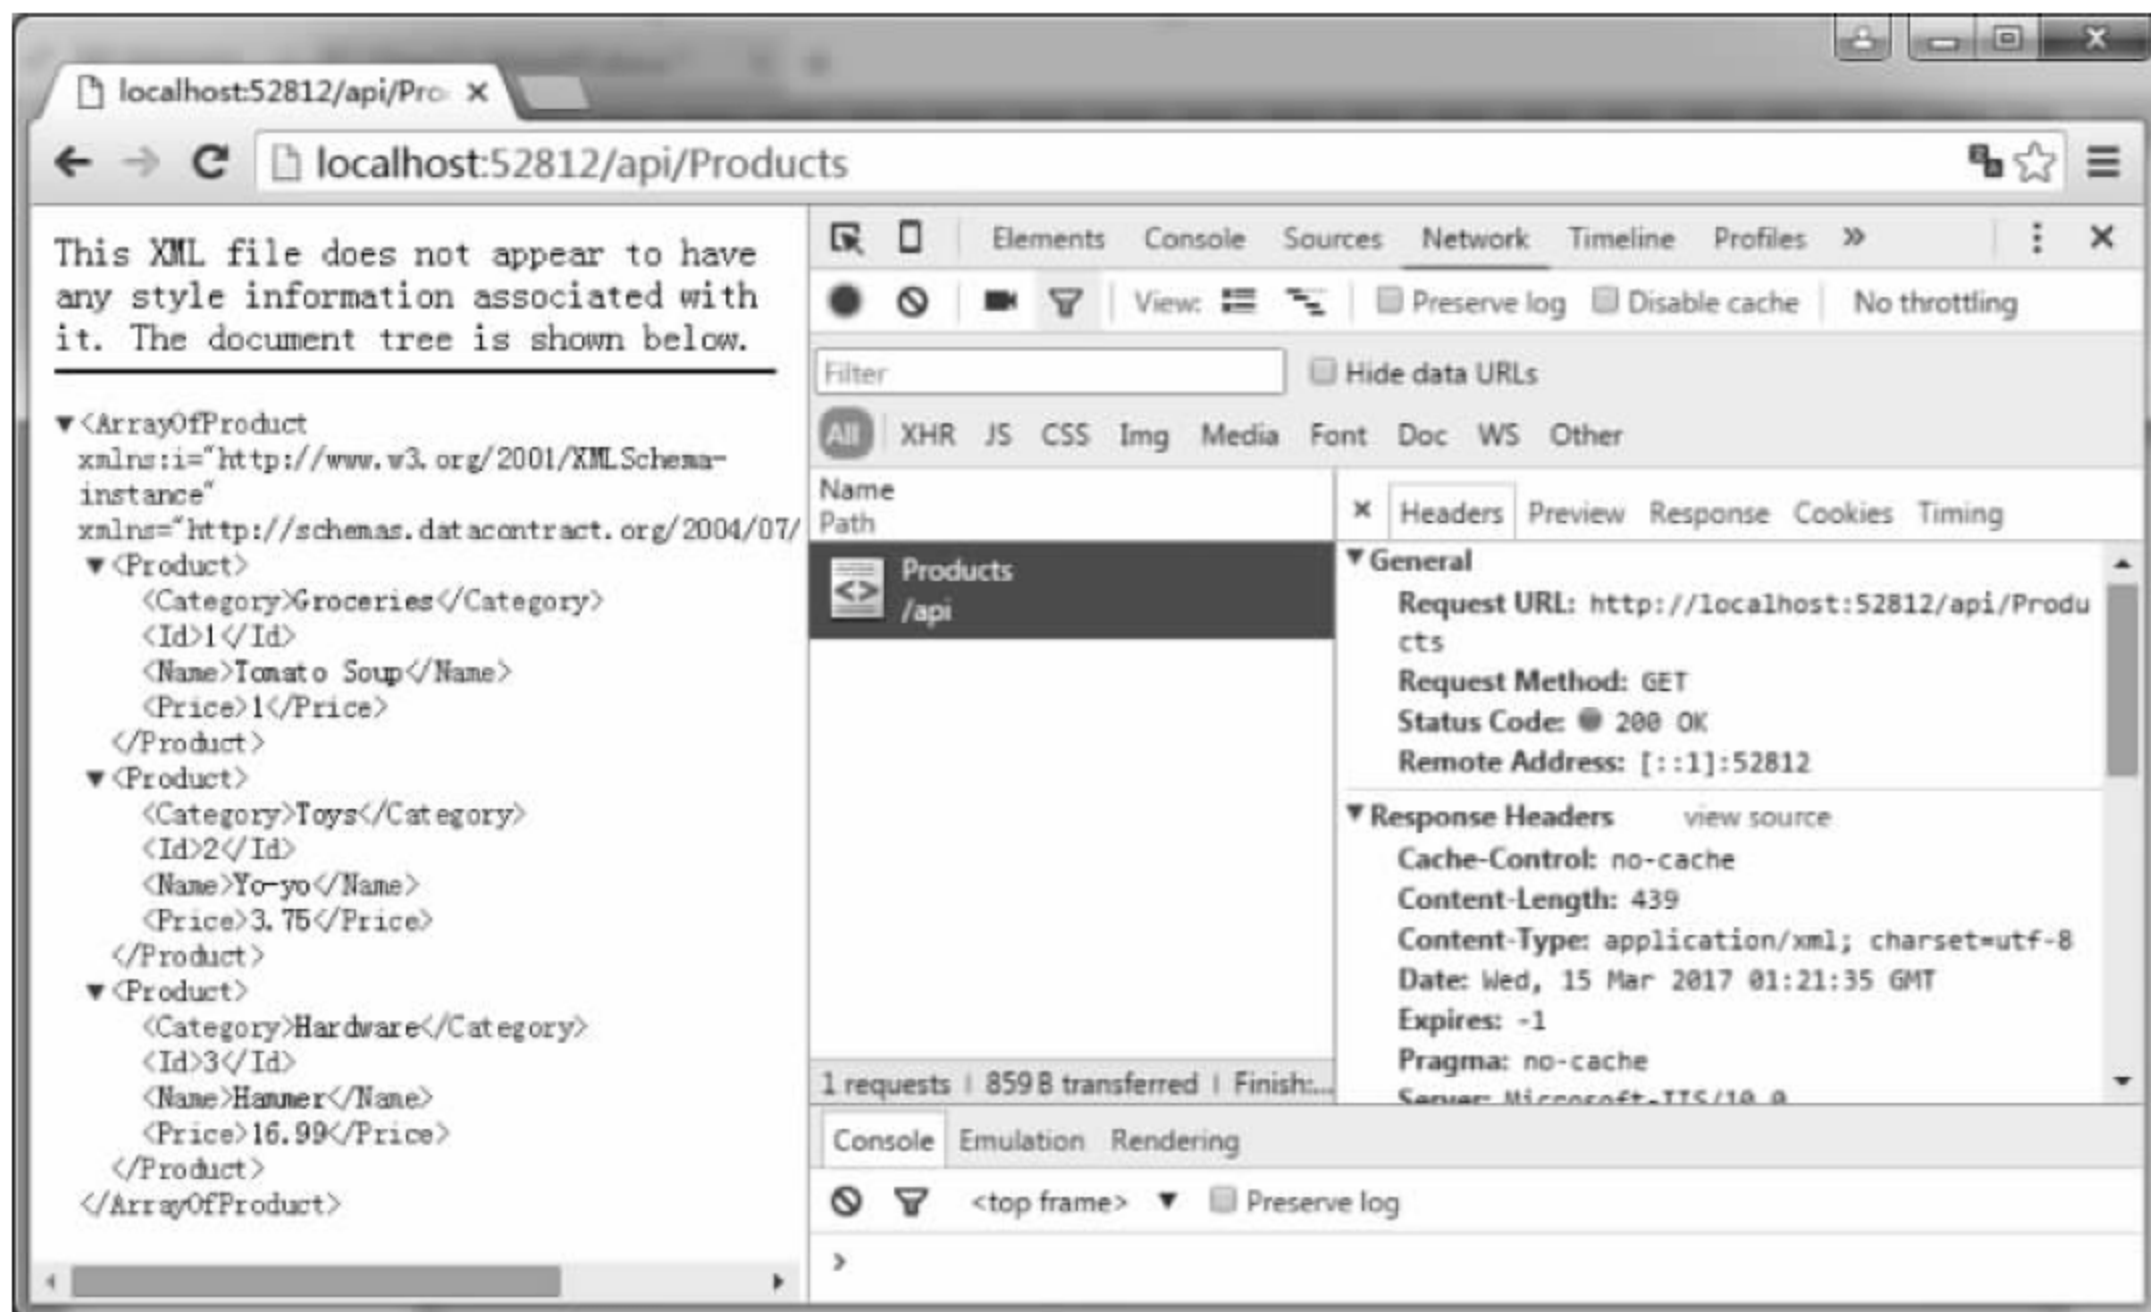 localhost:52812/api/Pro
localhost:52812/api/Products
This XML file does not appear to have
any style information associated with
it. The document tree is shown below.
▼<ArrayOfProduct
xmlns:i="http://www.w3.org/2001/XMLSchema-
instance"
xmlns="http://schemas.datacontract.org/2004/07/
▼<Product>
<Category>Groceries</Category>
<Id>1</Id>
<Name>Tomato Soup</Name>
<Price>1</Price>
</Product>
▼<Product>
<Category>Toys</Category>
<Id>2</Id>
<Name>Yo-yo</Name>
<Price>3.75</Price>
</Product>
▼<Product>
<Category>Hardware</Category>
<Id>3</Id>
<Name>Hammer</Name>
<Price>16.99</Price>
</Product>
</ArrayOfProduct>
Elements Console Sources Network Timeline Profiles »
View: Preserve log Disable cache No throttling
Filter Hide data URLs
All XHR JS CSS Img Media Font Doc WS Other
Name
Path
Products
/api
1 requests | 859 B transferred | Finish:...
× Headers Preview Response Cookies Timing
▼General
Request URL: http://localhost:52812/api/Produ
cts
Request Method: GET
Status Code: 200 OK
Remote Address: [::1]:52812
▼Response Headers view source
Cache-Control: no-cache
Content-Length: 439
Content-Type: application/xml; charset=utf-8
Date: Wed, 15 Mar 2017 01:21:35 GMT
Expires: -1
Pragma: no-cache
Server: Microsoft-IIS/10.0
Console Emulation Rendering
<top frame> ▼ Preserve log
>